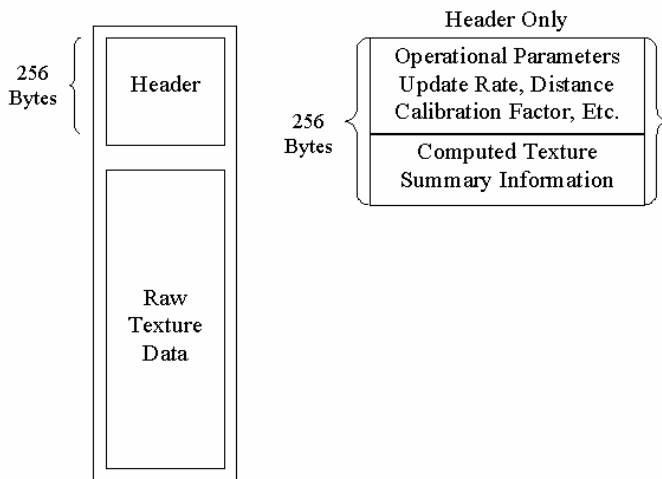 256
Bytes
Header
Raw
Texture
Data
Header Only
256
Bytes
Operational Parameters
Update Rate, Distance
Calibration Factor, Etc.
Computed Texture
Summary Information